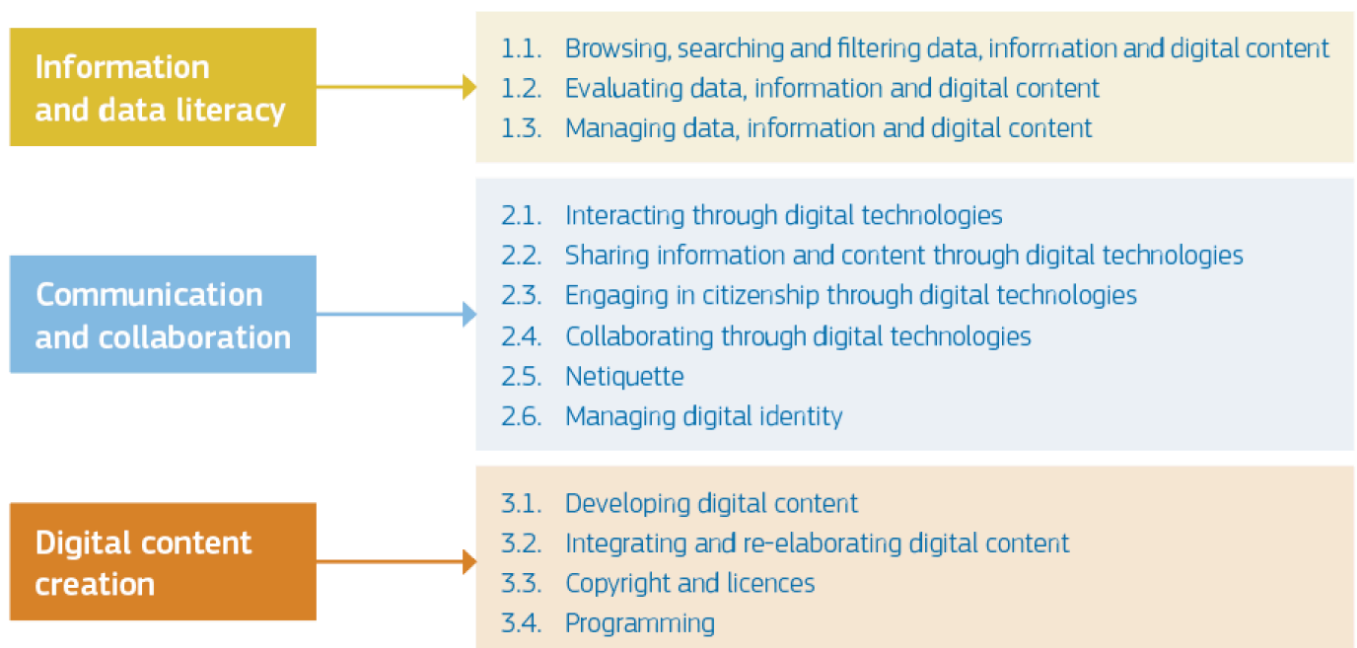 Information
and data literacy
1.1. Browsing, searching and filtering data, information and digital content
1.2. Evaluating data, information and digital content
1.3. Managing data, information and digital content
Communication
and collaboration
2.1. Interacting through digital technologies
2.2. Sharing information and content through digital technologies
2.3. Engaging in citizenship through digital technologies
2.4. Collaborating through digital technologies
2.5. Netiquette
2.6. Managing digital identity
Digital content
creation
3.1. Developing digital content
3.2. Integrating and re-elaborating digital content
3.3. Copyright and licences
3.4. Programming